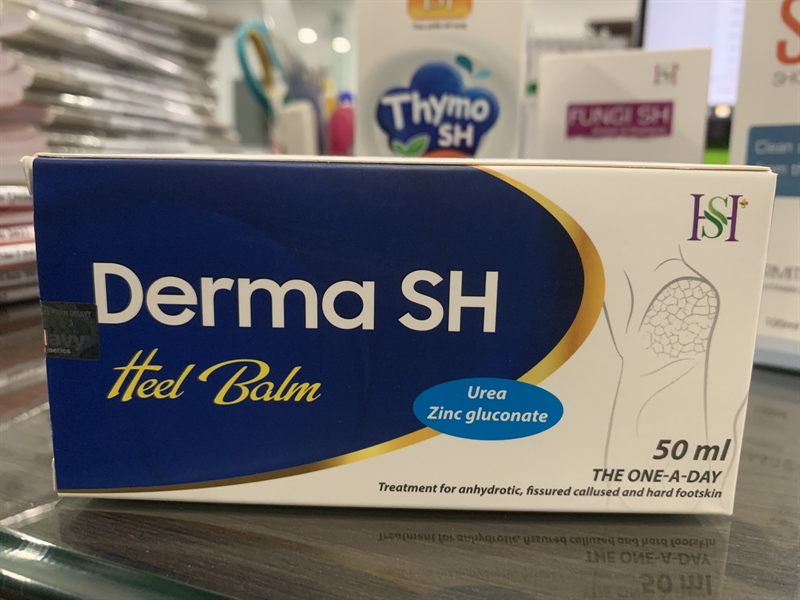 Thymo
SH
FUNGI SH
HSH
Derma SH
Heel Balm
Urea
Zinc gluconate
50 ml
THE ONE-A-DAY
Treatment for anhydrotic, fissured callused and hard footskin